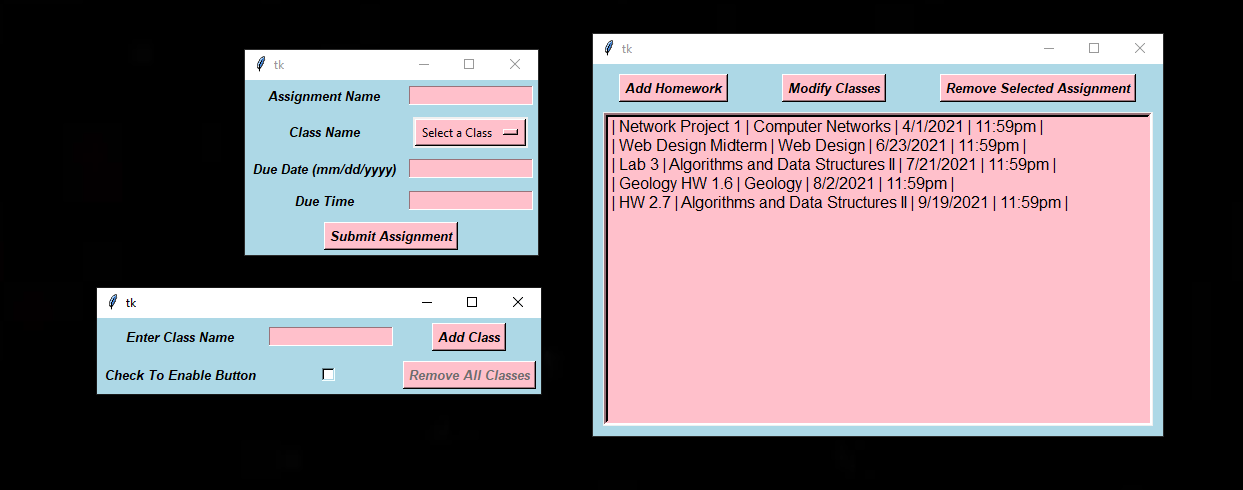 tk
Assignment Name
Class Name Select a Class
Due Date (mm/dd/yyyy)
Due Time
Submit Assignment
tk
Enter Class Name Add Class
Check To Enable Button Remove All Classes
tk
Add Homework Modify Classes Remove Selected Assignment
| Network Project 1 | Computer Networks | 4/1/2021 | 11:59pm |
| Web Design Midterm | Web Design | 6/23/2021 | 11:59pm |
| Lab 3 | Algorithms and Data Structures II | 7/21/2021 | 11:59pm |
| Geology HW 1.6 | Geology | 8/2/2021 | 11:59pm |
| HW 2.7 | Algorithms and Data Structures II | 9/19/2021 | 11:59pm |